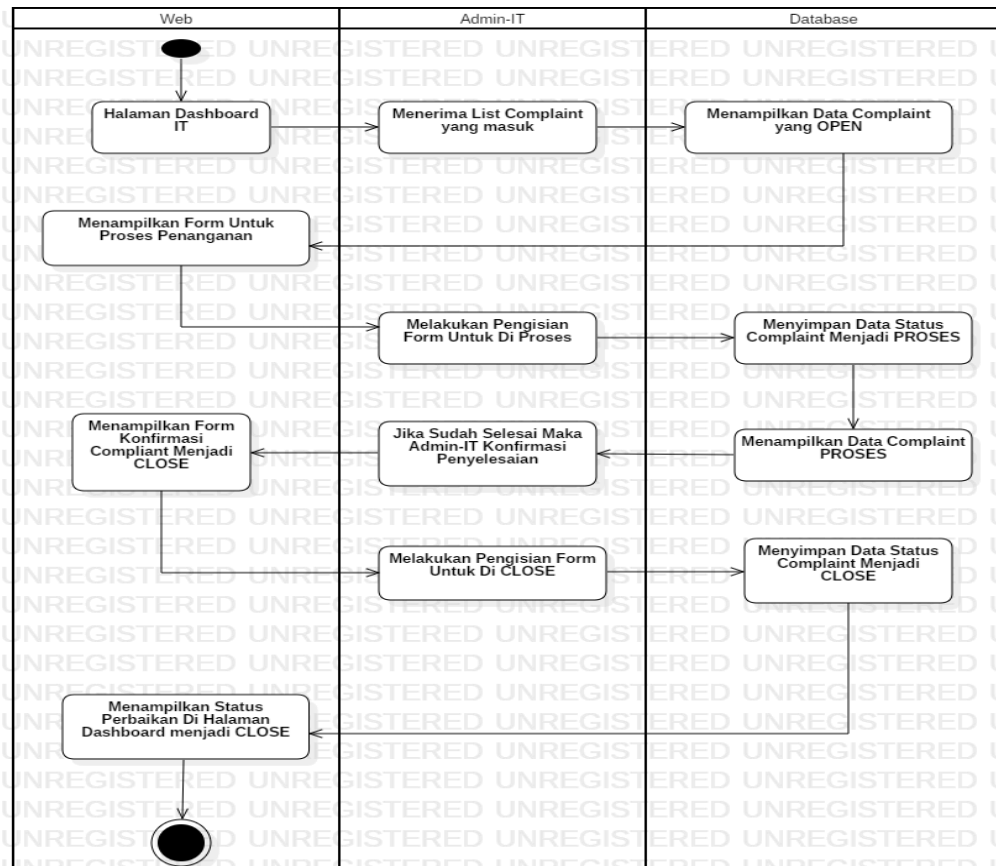 Web
Admin-IT
Database
Halaman Dashboard
IT
Menerima List Complaint
yang masuk
Menampilkan Data Complaint
yang OPEN
Menampilkan Form Untuk
Proses Penanganan
Melakukan Pengisian
Form Untuk Di Proses
Menyimpan Data Status
Complaint Menjadi PROSES
Menampilkan Form
Konfirmasi
Compliant Menjadi
CLOSE
Jika Sudah Selesai Maka
Admin-IT Konfirmasi
Penyelesaian
Menampilkan Data Complaint
PROSES
Melakukan Pengisian Form
Untuk Di CLOSE
Menyimpan Data Status
Complaint Menjadi
CLOSE
Menampilkan Status
Perbaikan Di Halaman
Dashboard menjadi CLOSE
UNREGISTERED